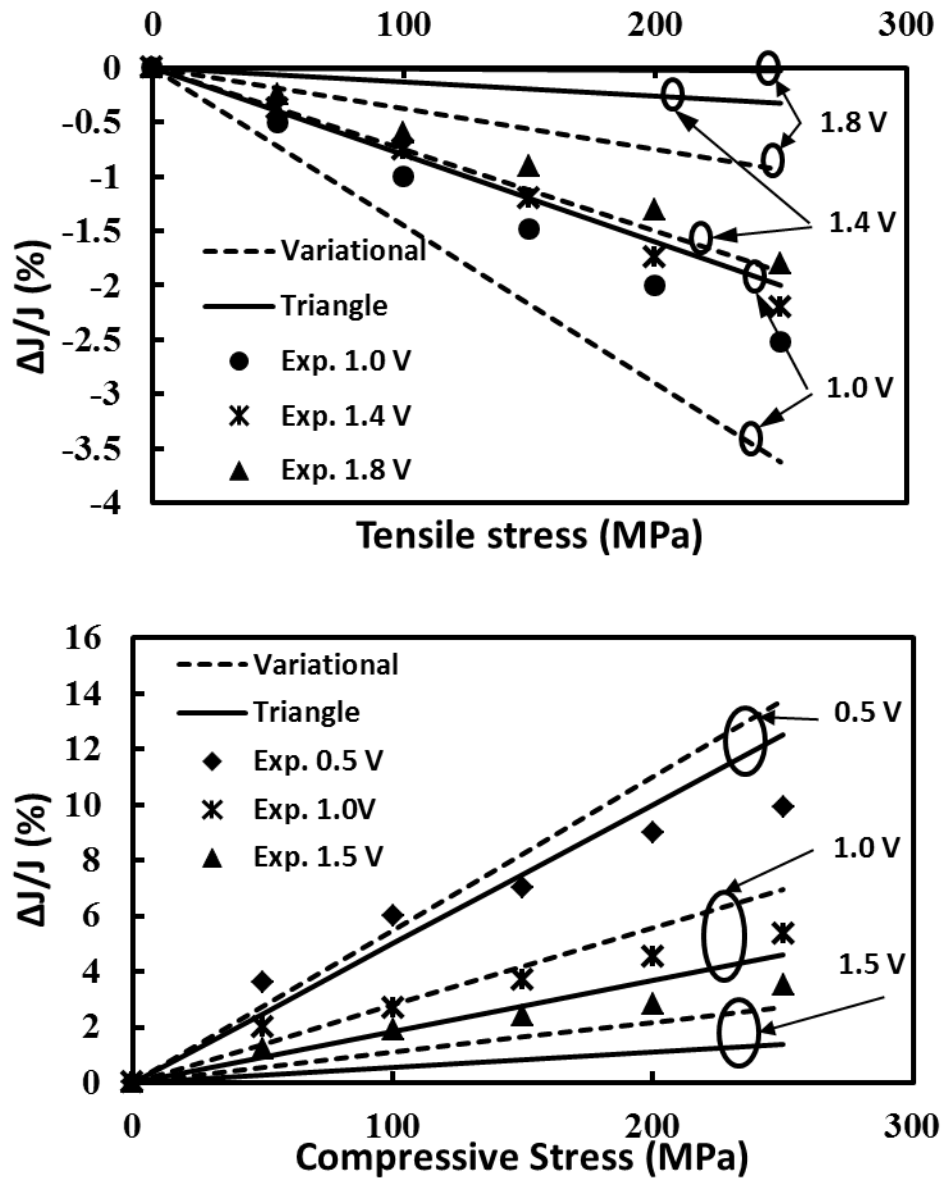 0 100 200 300
0
-0.5
-1
-1.5
-2
-2.5
-3
-3.5
-4
ΔJ/J (%)
1.8 V
1.4 V
1.0 V
Variational
Triangle
Exp. 1.0 V
Exp. 1.4 V
Exp. 1.8 V
Tensile stress (MPa)
16
14
12
10
8
6
4
2
0
ΔJ/J (%)
Variational
Triangle
Exp. 0.5 V
Exp. 1.0V
Exp. 1.5 V
0.5 V
1.0 V
1.5 V
0 100 200 300
Compressive Stress (MPa)